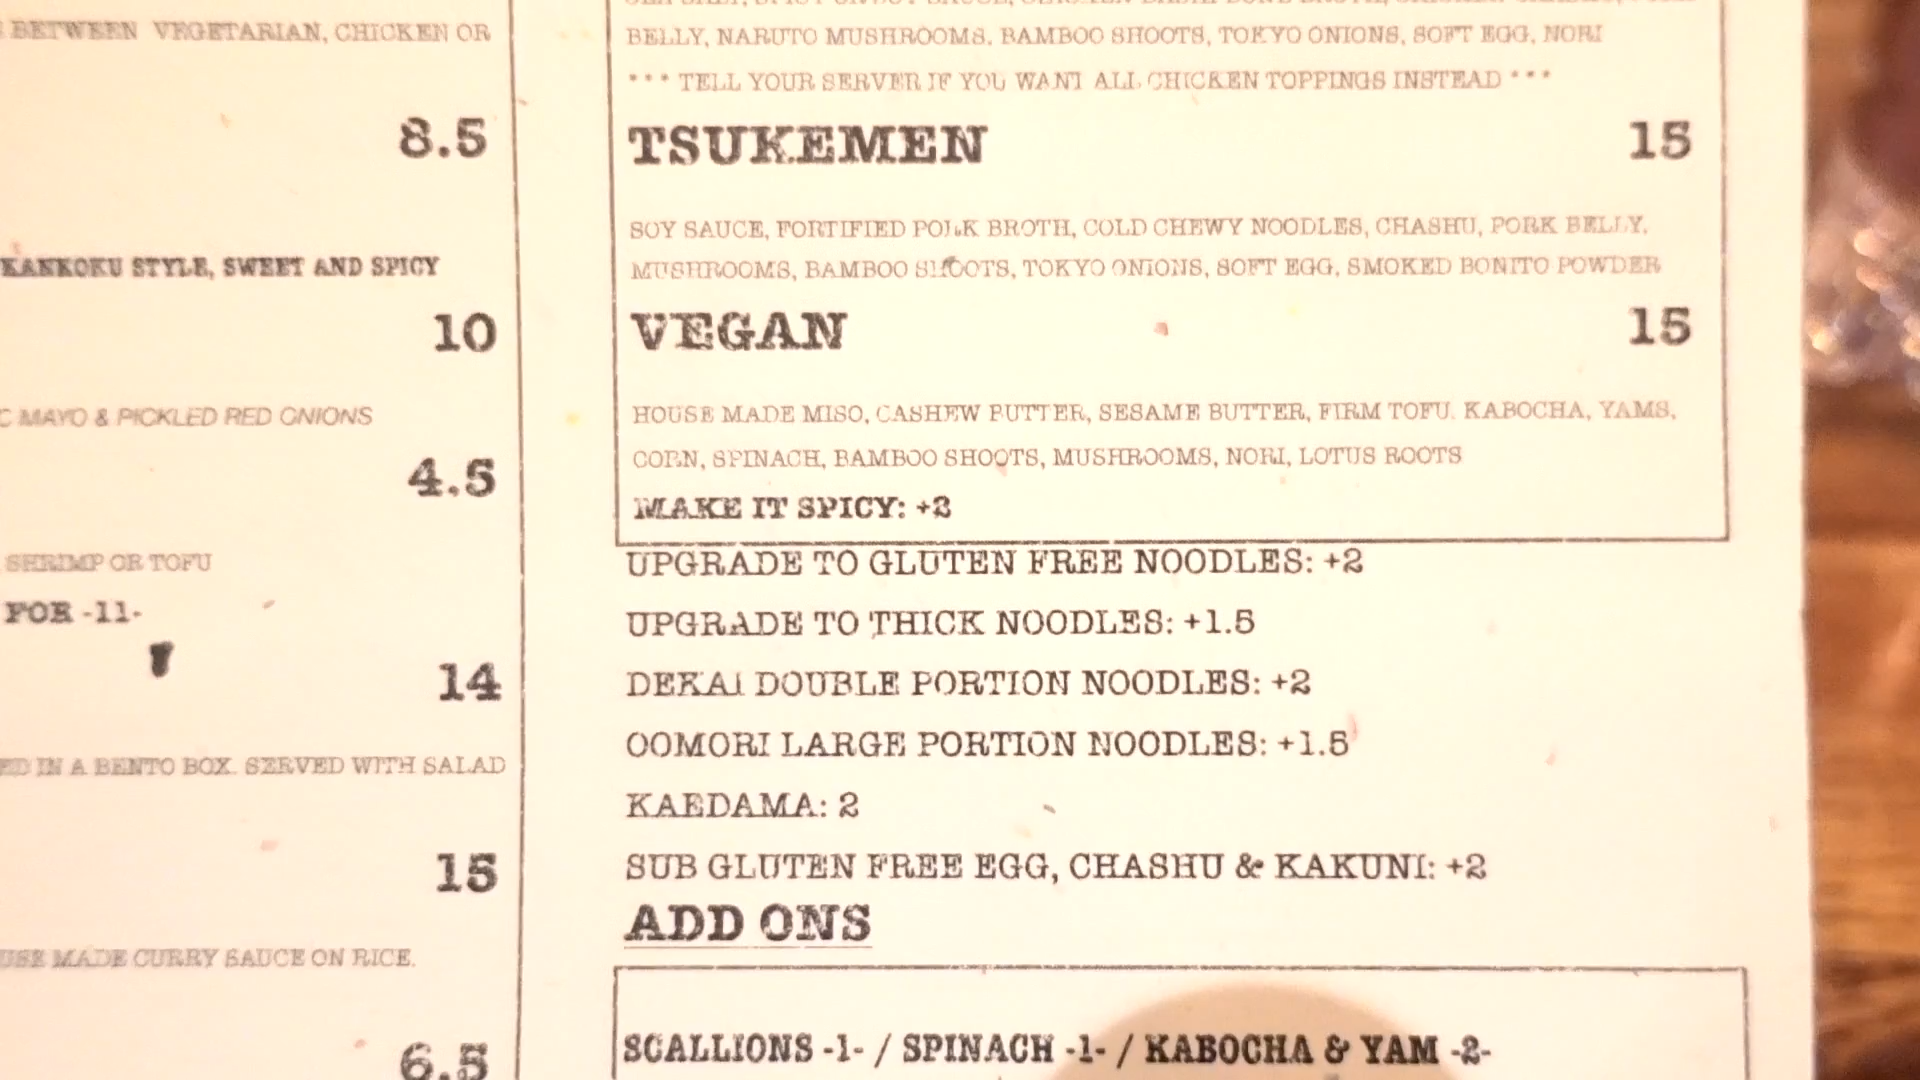 BETWEEN VEGETARIAN, CHICKEN OR
8.5
KANKOKU STYLE, SWEET AND SPICY
10
C MAYO & PICKLED RED ONIONS
4.5
SHRIMP OR TOFU
FOR -11-
14
ED IN A BENTO BOX. SERVED WITH SALAD
15
USE MADE CURRY SAUCE ON RICE.
6.5
BELLY, NARUTO MUSHROOMS, BAMBOO SHOOTS, TOKYO ONIONS, SOFT EGG, NORI
*** TELL YOUR SERVER IF YOU WANT ALL CHICKEN TOPPINGS INSTEAD ***
TSUKEMEN 15
SOY SAUCE, FORTIFIED PORK BROTH, COLD CHEWY NOODLES, CHASHU, PORK BELLY,
MUSHROOMS, BAMBOO SHOOTS, TOKYO ONIONS, SOFT EGG, SMOKED BONITO POWDER
VEGAN 15
HOUSE MADE MISO, CASHEW BUTTER, SESAME BUTTER, FIRM TOFU. KABOCHA, YAMS,
CORN, SPINACH, BAMBOO SHOOTS, MUSHROOMS, NORI, LOTUS ROOTS
MAKE IT SPICY: +2
UPGRADE TO GLUTEN FREE NOODLES: +2
UPGRADE TO THICK NOODLES: +1.5
DEKAI DOUBLE PORTION NOODLES: +2
OOMORI LARGE PORTION NOODLES: +1.5
KAEDAMA: 2
SUB GLUTEN FREE EGG, CHASHU & KAKUNI: +2
ADD ONS
SCALLIONS -1- / SPINACH -1- / KABOCHA & YAM -2-